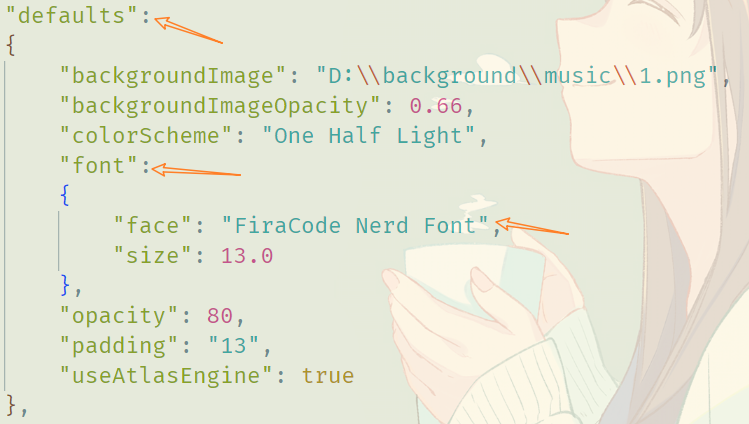 "defaults":
{
    "backgroundImage": "D:\\background\\music\\1.png",
    "backgroundImageOpacity": 0.66,
    "colorScheme": "One Half Light",
    "font":
    {
        "face": "FiraCode Nerd Font",
        "size": 13.0
    },
    "opacity": 80,
    "padding": "13",
    "useAtlasEngine": true
},